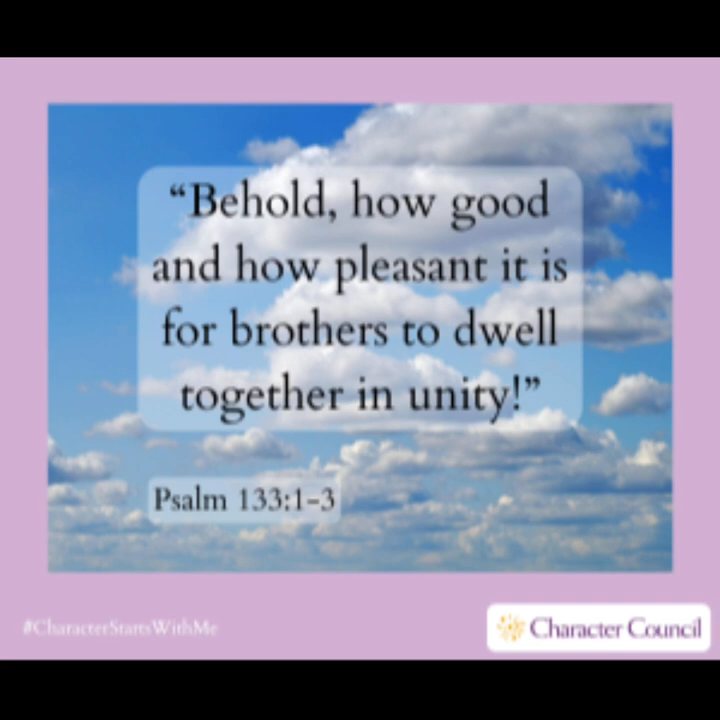 “Behold, how good
and how pleasant it is
for brothers to dwell
together in unity!”
Psalm 133:1-3
#CharacterStartsWithMe
Character Council